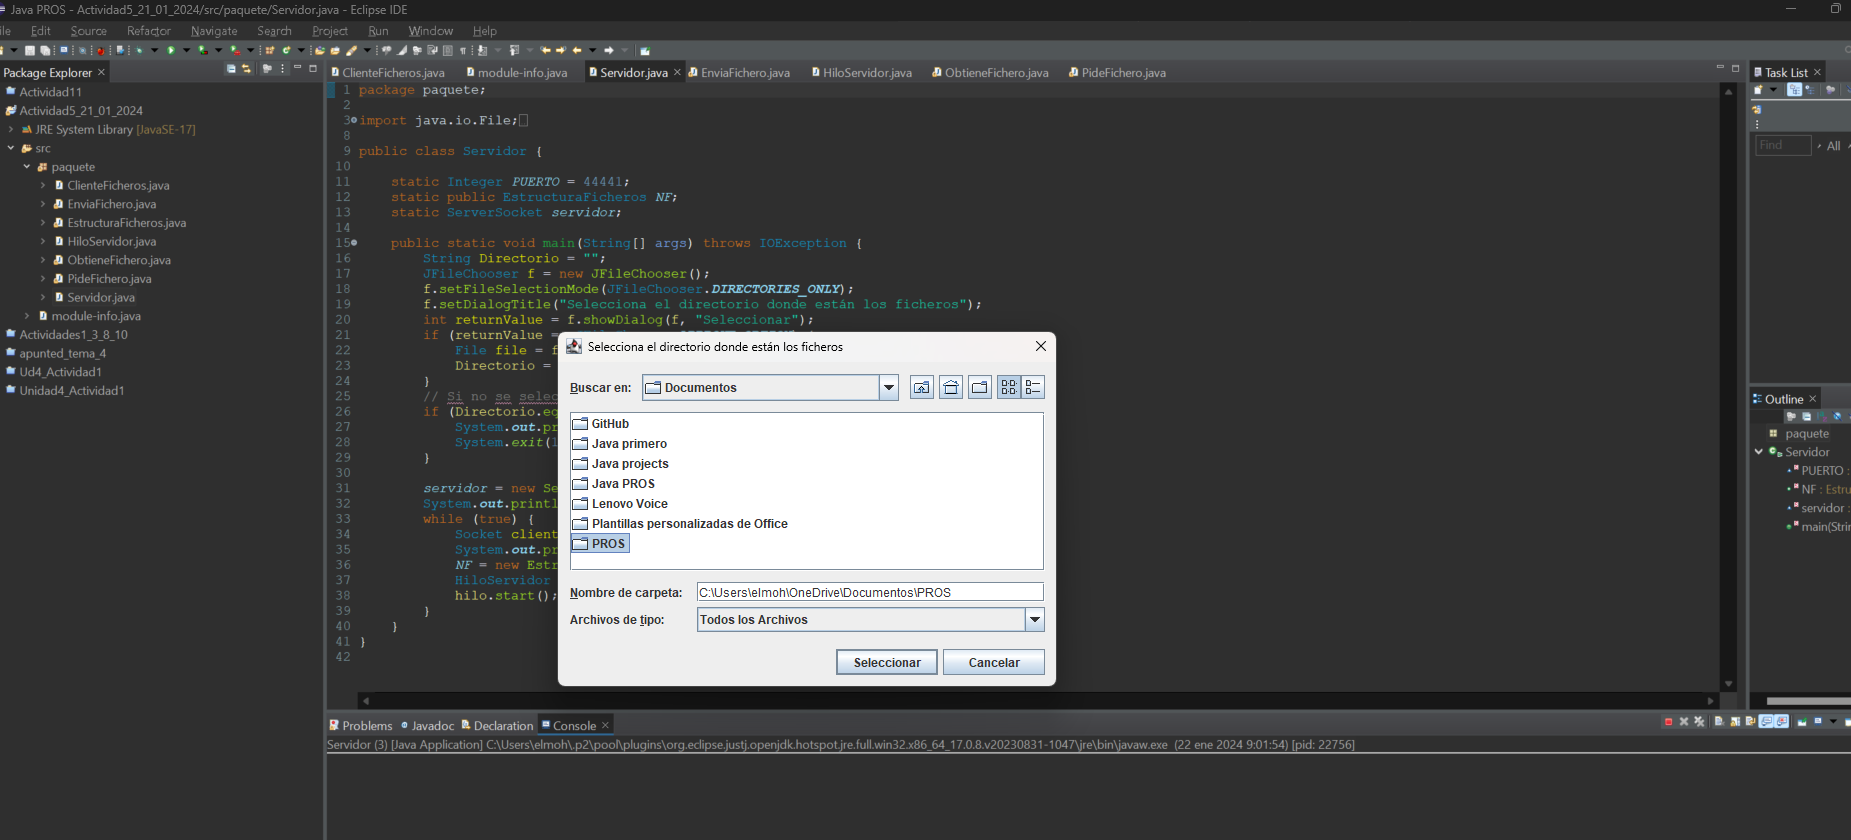 Java PROS - Actividad5_21_01_2024/src/paquete/Servidor.java - Eclipse IDE
Edit Source Refactor Navigate Search Project Run Window Help
Package Explorer
Actividad11
Actividad5_21_01_2024
JRE System Library [JavaSE-17]
src
paquete
ClienteFicheros.java
EnviaFichero.java
EstructuraFicheros.java
HiloServidor.java
ObtieneFichero.java
PideFichero.java
Servidor.java
module-info.java
Actividades1_3_8_10
apunted_tema_4
Ud4_Actividad1
Unidad4_Actividad1
ClienteFicheros.java module-info.java Servidor.java EnviaFichero.java HiloServidor.java ObtieneFichero.java PideFichero.java
1 package paquete;
2
3 import java.io.File;
8
9 public class Servidor {
10
11 static Integer PUERTO = 44441;
12 static public EstructuraFicheros NF;
13 static ServerSocket servidor;
14
15 public static void main(String[] args) throws IOException {
16 String Directorio = "";
17 JFileChooser f = new JFileChooser();
18 f.setFileSelectionMode(JFileChooser.DIRECTORIES_ONLY);
19 f.setDialogTitle("Selecciona el directorio donde están los ficheros");
20 int returnValue = f.showDialog(f, "Seleccionar");
21 if (returnValue =
22 File file = f
23 Directorio =
24 }
25 // Si no se selec
26 if (Directorio.eq
27 System.out.pr
28 System.exit(1
29 }
30
31 servidor = new Se
32 System.out.printl
33 while (true) {
34 Socket client
35 System.out.pr
36 NF = new Estr
37 HiloServidor
38 hilo.start();
39 }
40 }
41 }
42
Selecciona el directorio donde están los ficheros
Buscar en: Documentos
GitHub
Java primero
Java projects
Java PROS
Lenovo Voice
Plantillas personalizadas de Office
PROS
Nombre de carpeta: C:\Users\elmoh\OneDrive\Documentos\PROS
Archivos de tipo: Todos los Archivos
Seleccionar Cancelar
Task List
Find All
Outline
paquete
Servidor
PUERTO :
NF : Estru
servidor :
main(Strin
Problems Javadoc Declaration Console
Servidor (3) [Java Application] C:\Users\elmoh\.p2\pool\plugins\org.eclipse.justj.openjdk.hotspot.jre.full.win32.x86_64_17.0.8.v20230831-1047\jre\bin\javaw.exe (22 ene 2024 9:01:54) [pid: 22756]